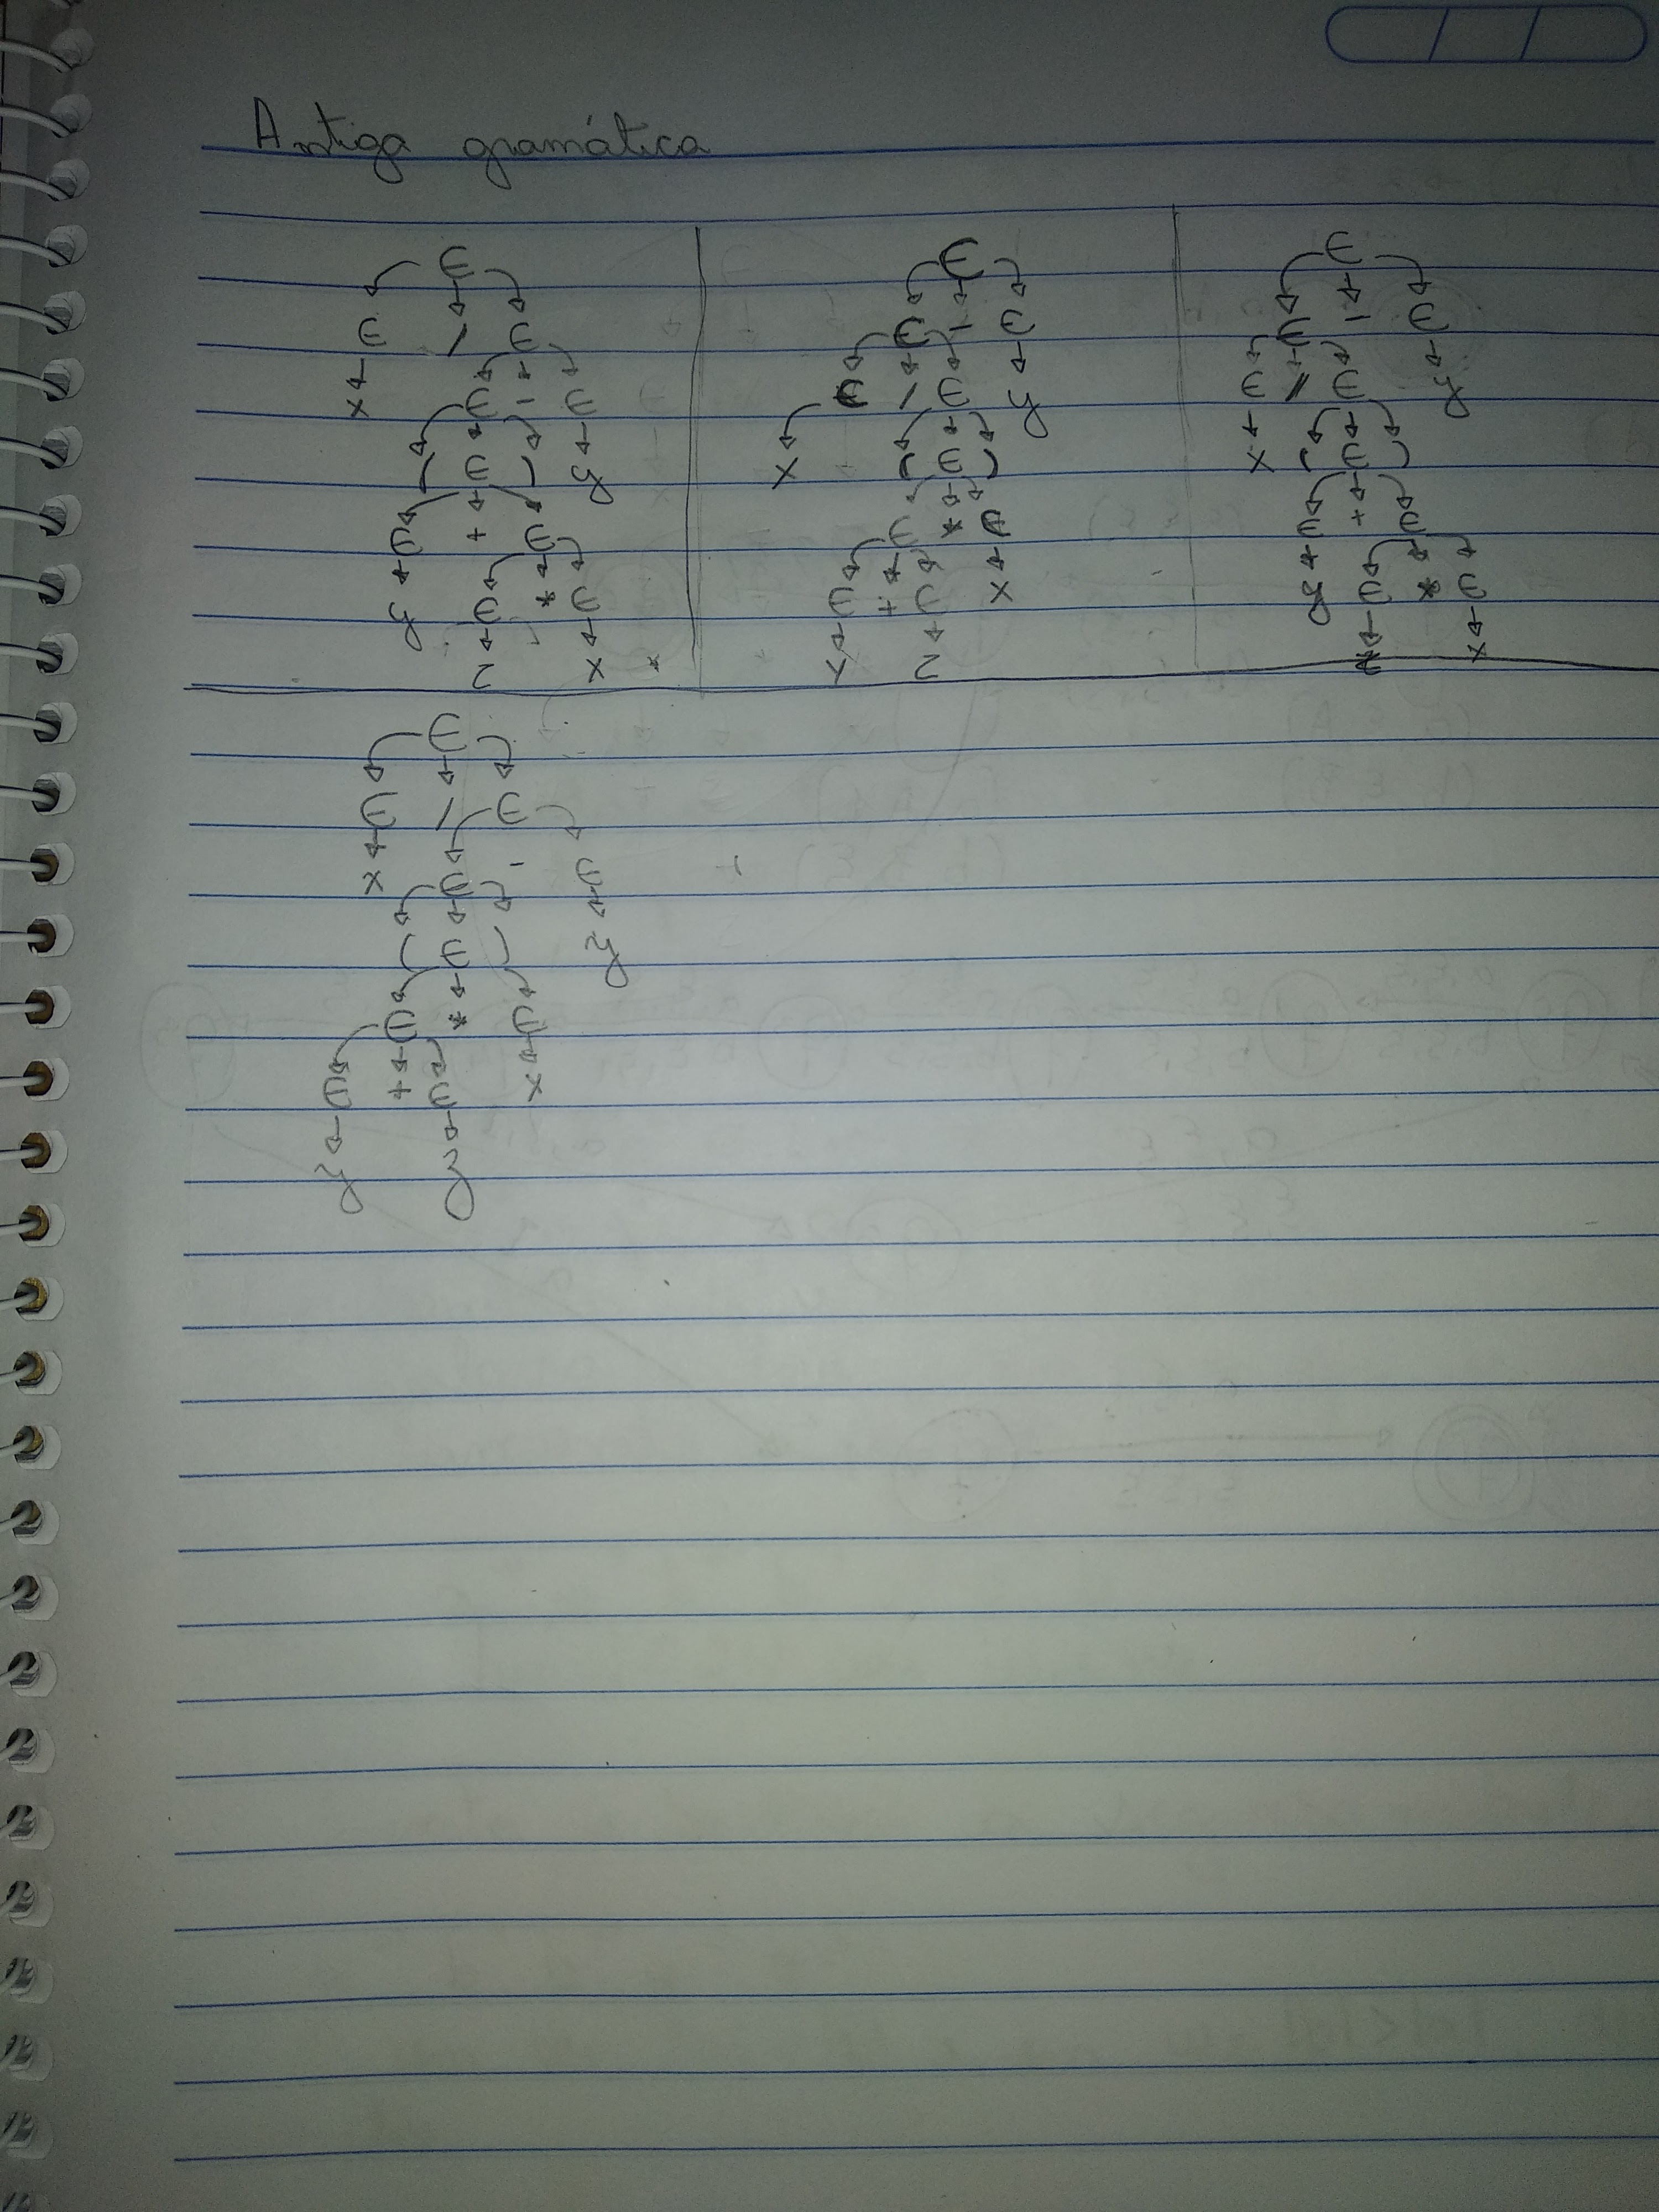 Antiga gramática
E E E
E / E E - E E - E
x E - E E / E y E / E y
( E ) y x ( E ) x ( E )
E + E E * E E + E
y E * E E + E x y E * E
z x y z z x
E
E / E
x E - E
( E ) y
E * E
E + E x
y z